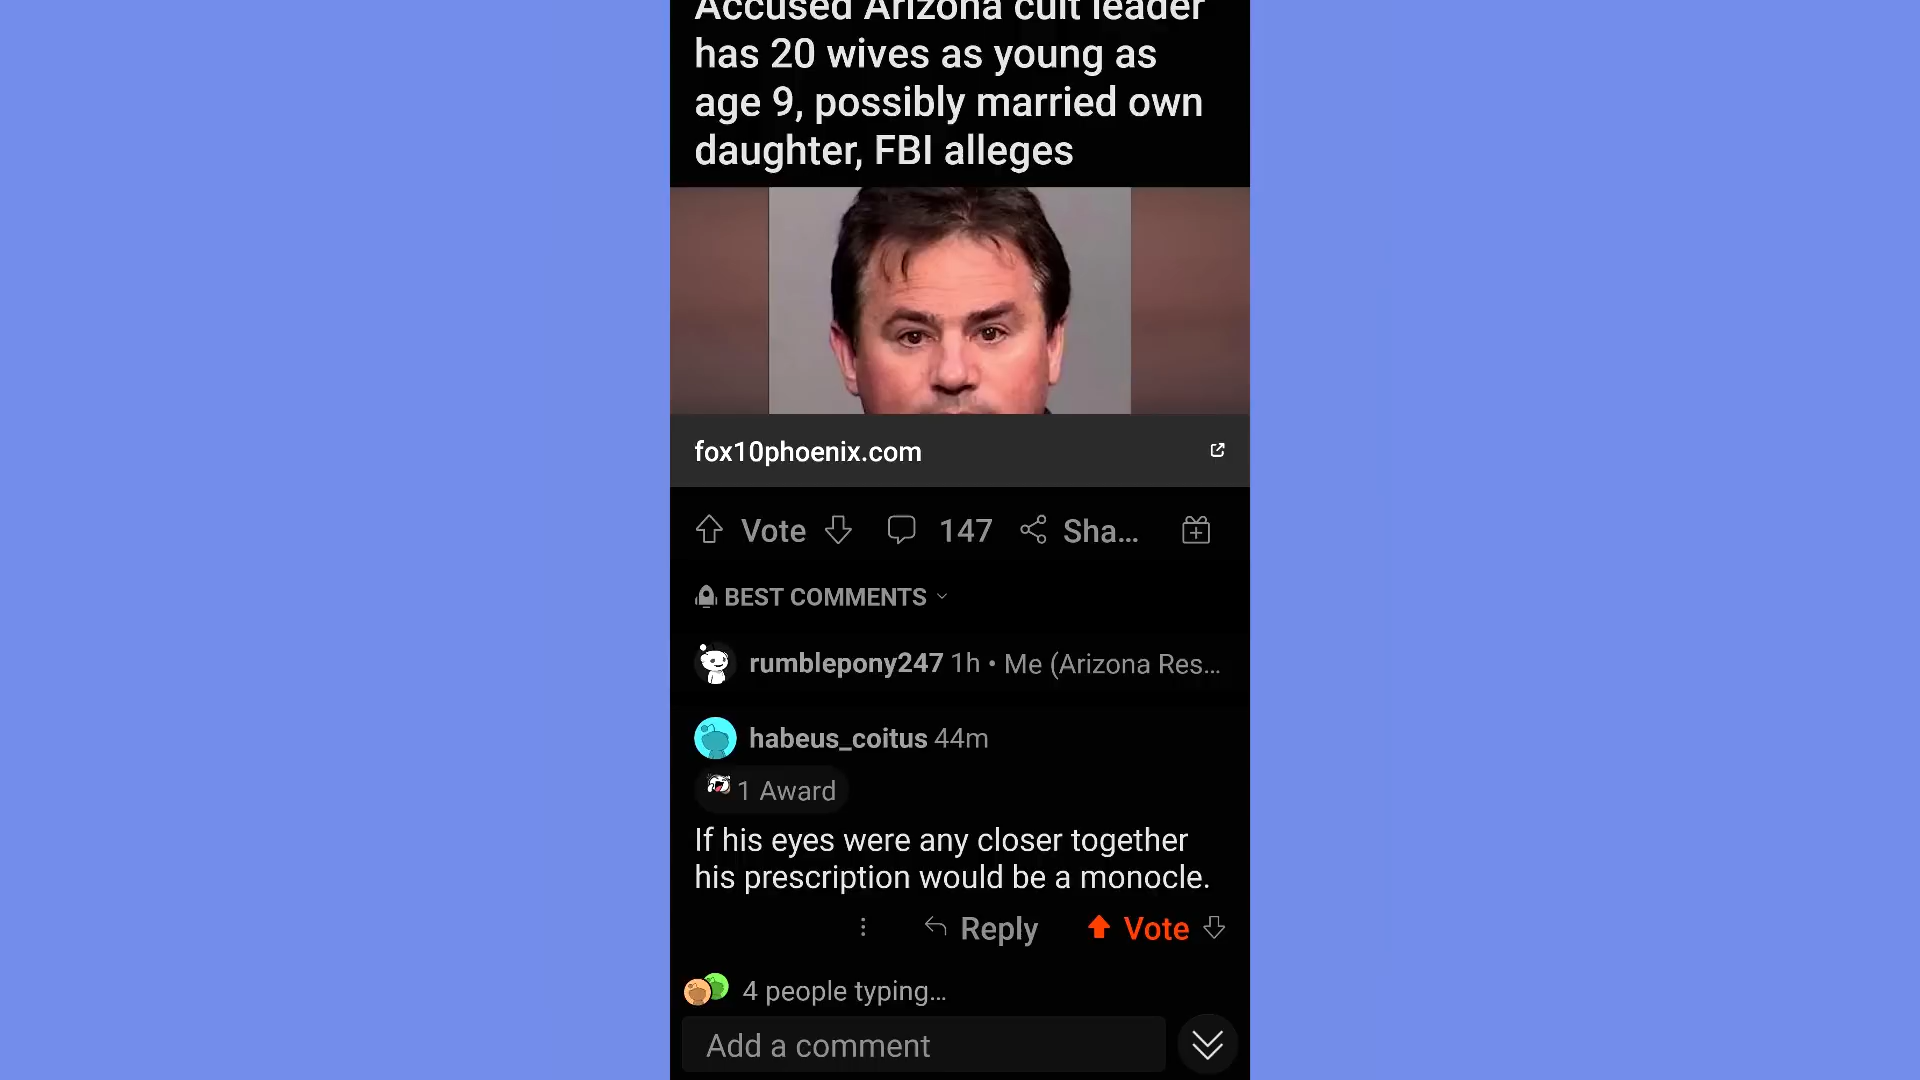 Accused Arizona cult leader
has 20 wives as young as
age 9, possibly married own
daughter, FBI alleges
fox10phoenix.com
Vote 147 Sha...
BEST COMMENTS
rumblepony247 1h • Me (Arizona Res...
habeus_coitus 44m
1 Award
If his eyes were any closer together
his prescription would be a monocle.
Reply Vote
4 people typing...
Add a comment